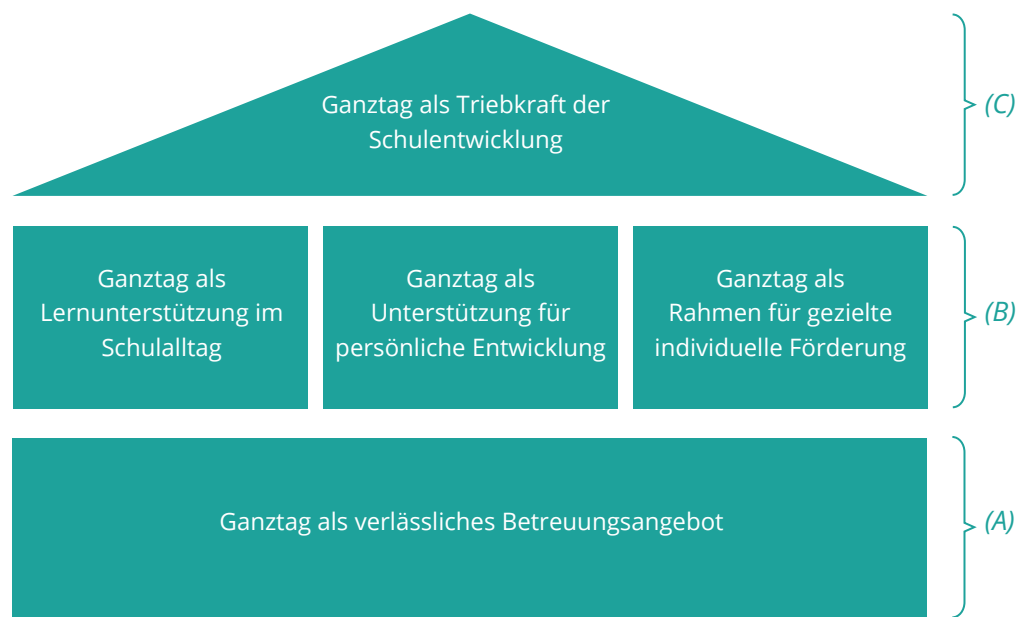 Ganztag als Triebkraft der
Schulentwicklung
(C)
Ganztag als
Lernunterstützung im
Schulalltag
Ganztag als
Unterstützung für
persönliche Entwicklung
Ganztag als
Rahmen für gezielte
individuelle Förderung
(B)
Ganztag als verlässliches Betreuungsangebot
(A)